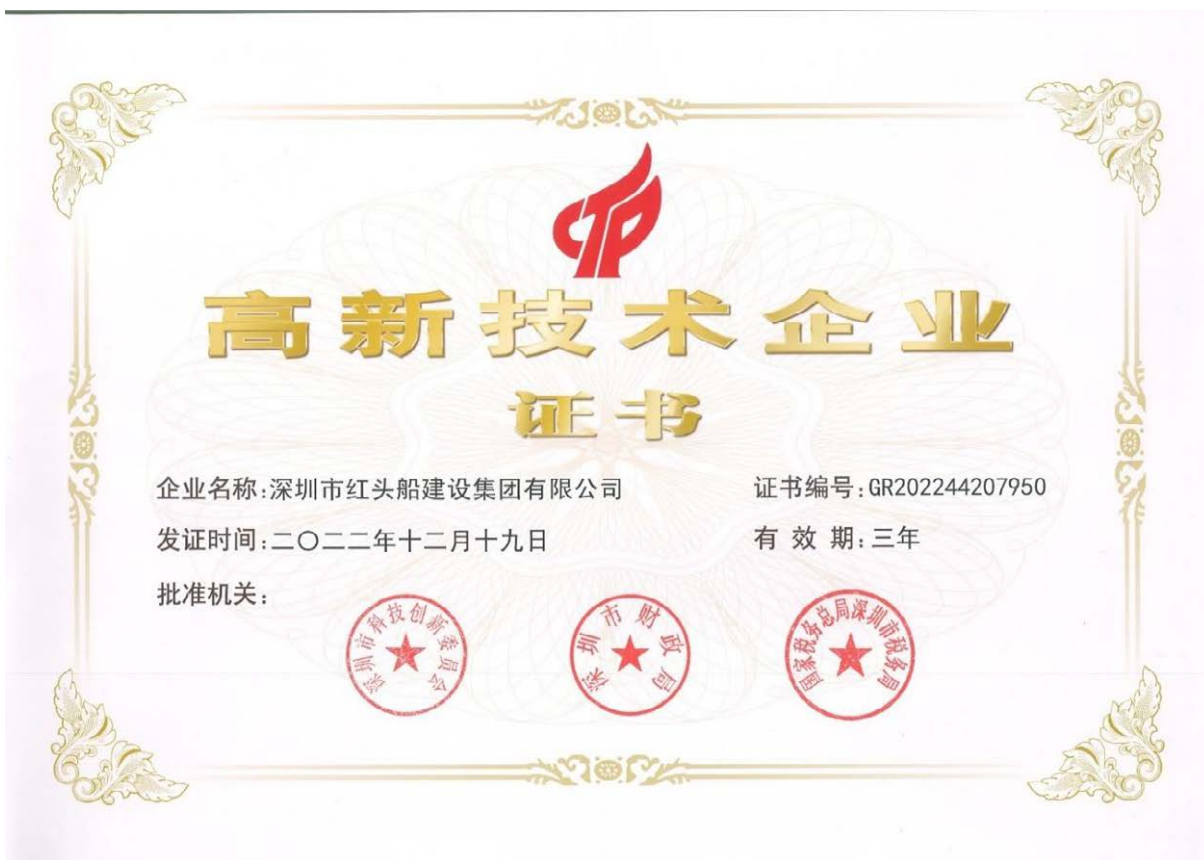 高新技术企业
证书
企业名称:深圳市红头船建设集团有限公司
证书编号:GR202244207950
发证时间:二〇二二年十二月十九日
有效期:三年
批准机关:
深圳市科技创新委员会
深圳市财政局
国家税务总局深圳市税务局